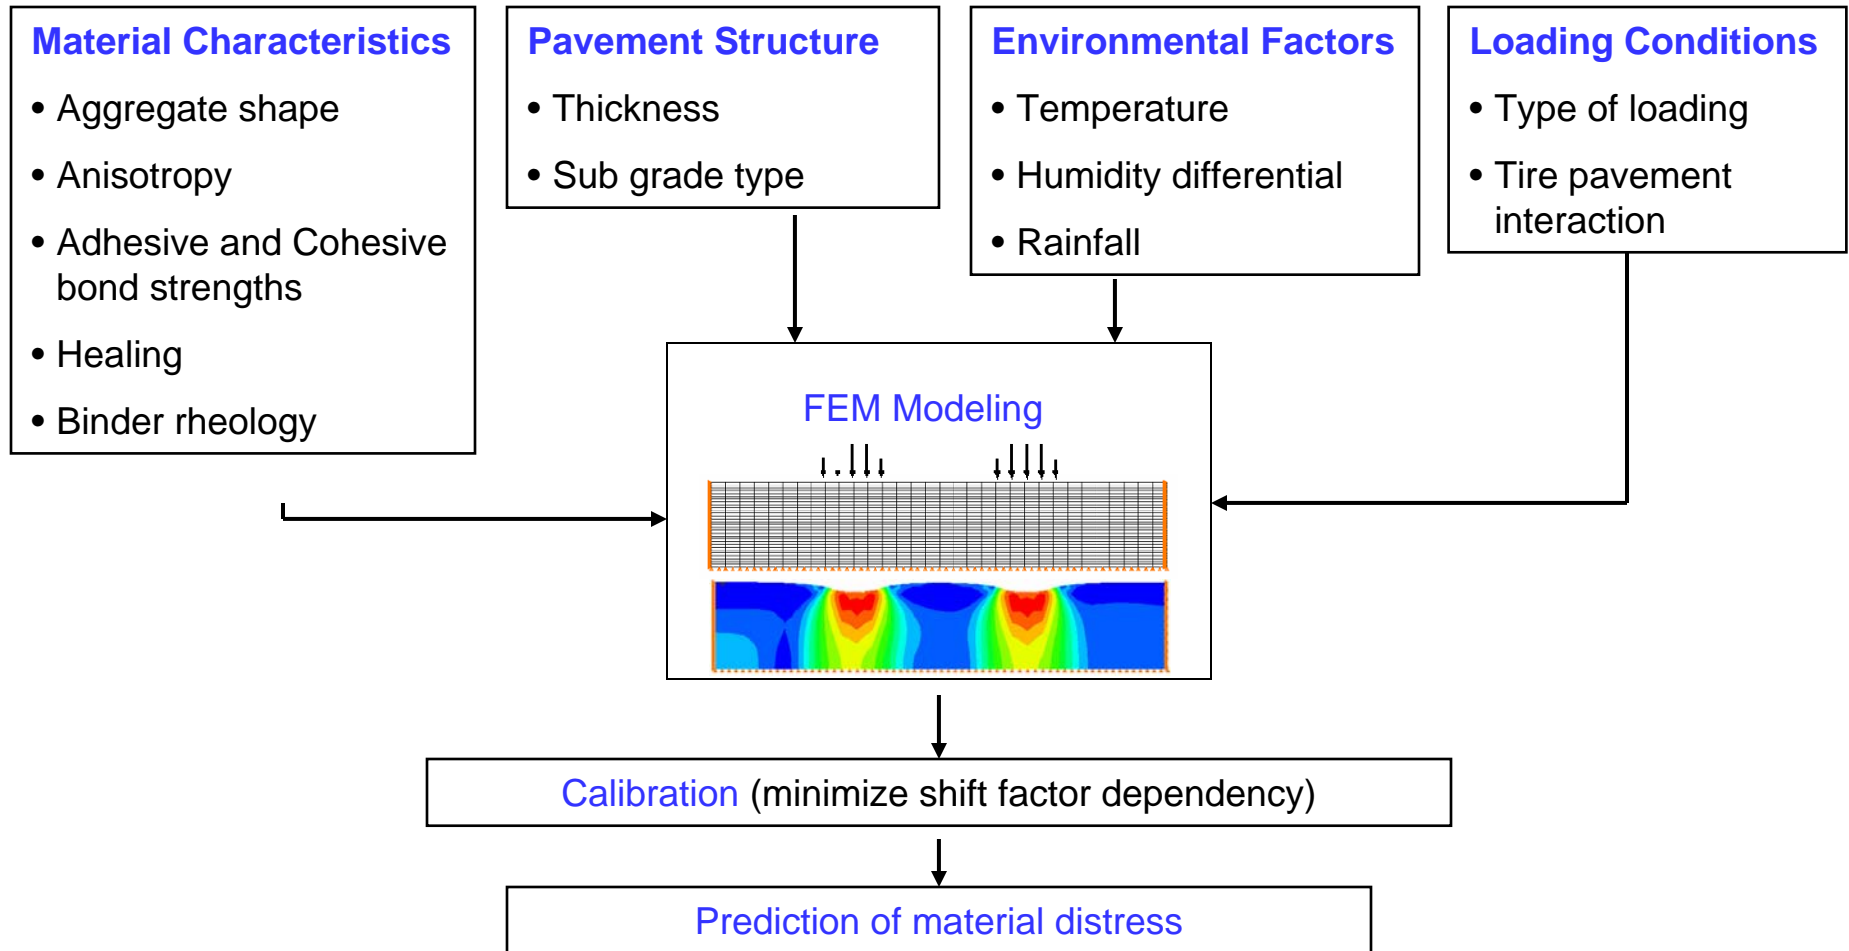 Material Characteristics
• Aggregate shape
• Anisotropy
• Adhesive and Cohesive
bond strengths
• Healing
• Binder rheology
Pavement Structure
• Thickness
• Sub grade type
Environmental Factors
• Temperature
• Humidity differential
• Rainfall
Loading Conditions
• Type of loading
• Tire pavement
interaction
FEM Modeling
Calibration (minimize shift factor dependency)
Prediction of material distress